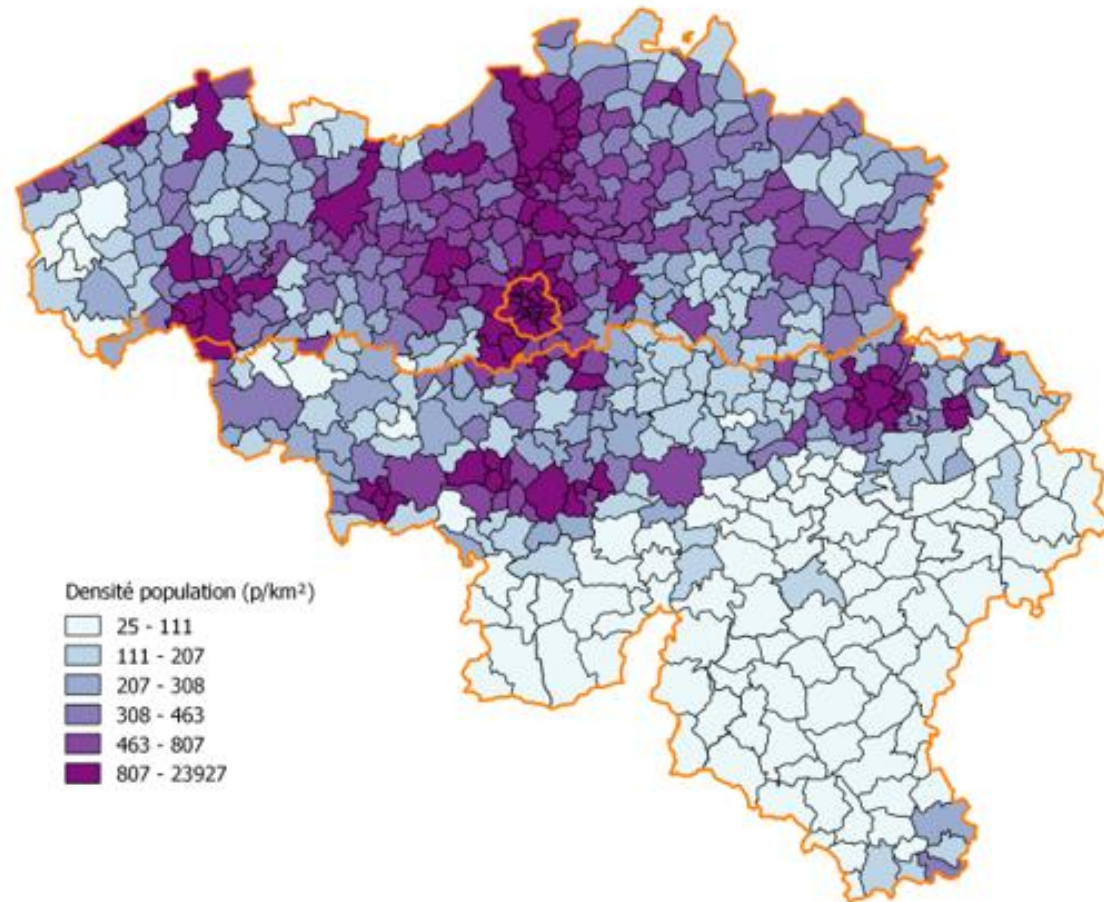 Densité population (p/km²)
25 - 111
111 - 207
207 - 308
308 - 463
463 - 807
807 - 23927